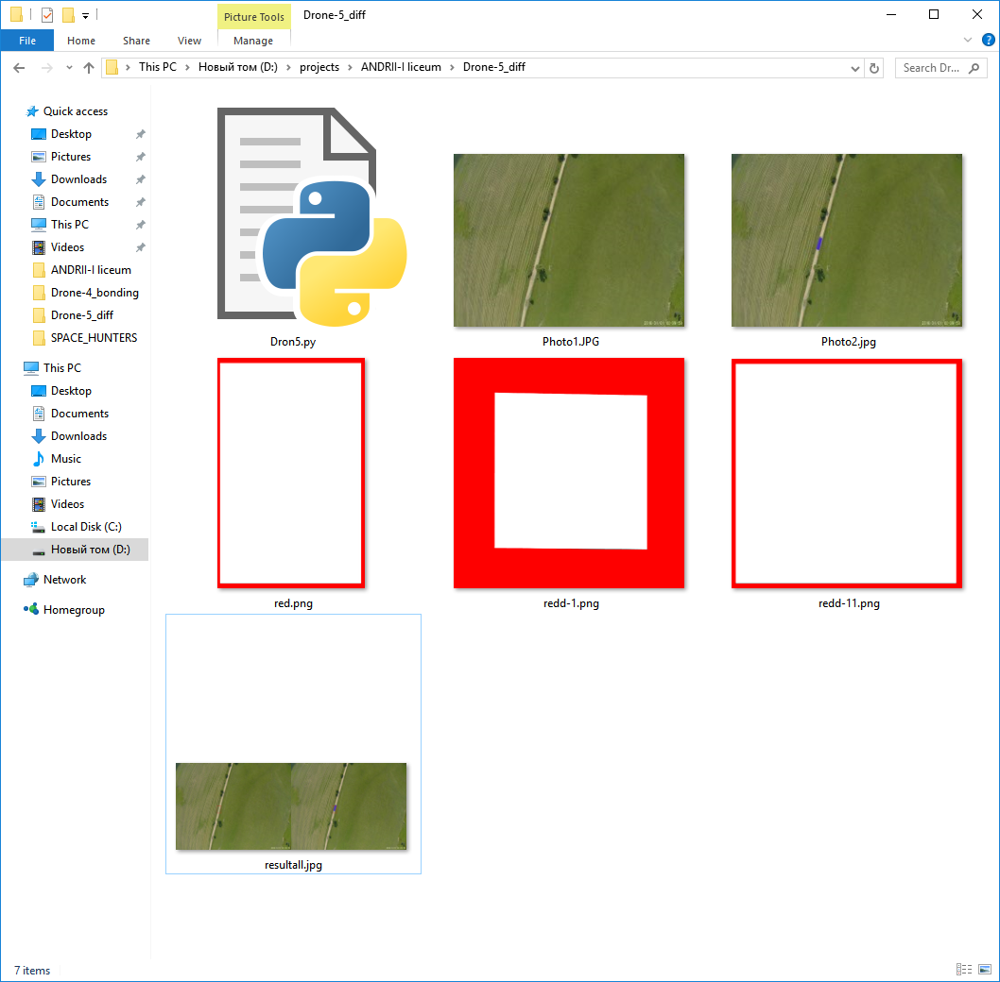 Picture Tools
Drone-5_diff
File
Home
Share
View
Manage
This PC
Новый том (D:)
projects
ANDRII-I liceum
Drone-5_diff
Search Dr...
Quick access
Desktop
Pictures
Downloads
Documents
This PC
Videos
ANDRII-I liceum
Drone-4_bonding
Drone-5_diff
SPACE_HUNTERS
This PC
Desktop
Documents
Downloads
Music
Pictures
Videos
Local Disk (C:)
Новый том (D:)
Network
Homegroup
Dron5.py
Photo1.JPG
Photo2.jpg
red.png
redd-1.png
redd-11.png
resultall.jpg
7 items